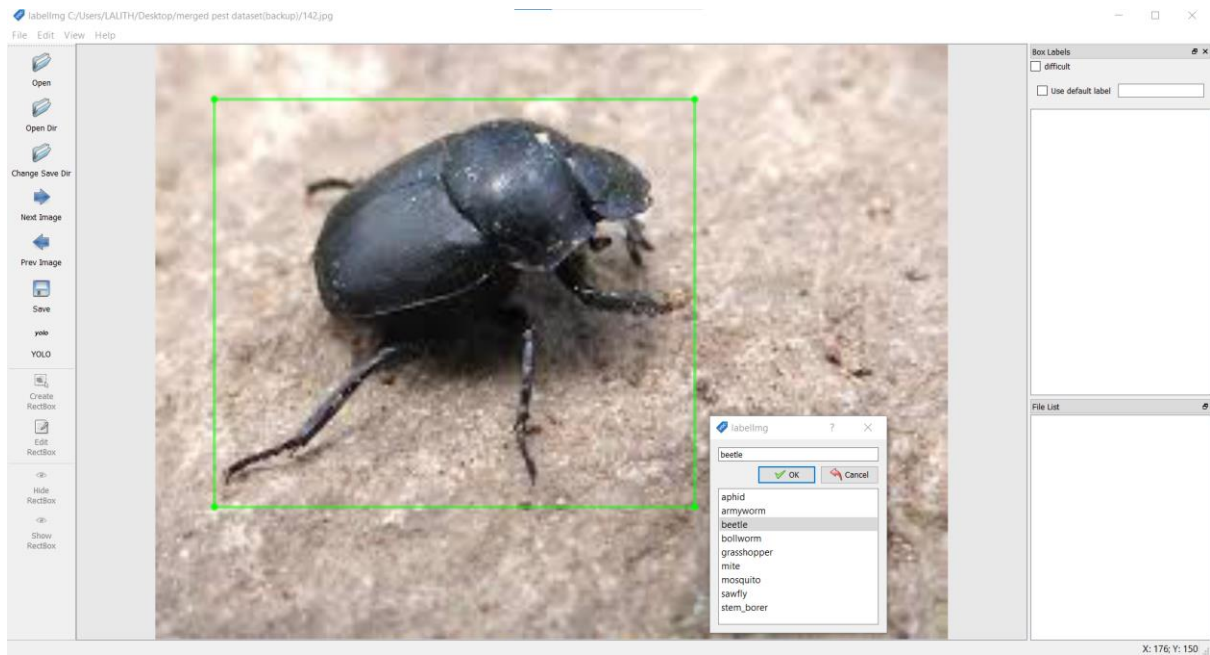 labelImg C:/Users/LALITH/Desktop/merged pest dataset(backup)/142.jpg
File Edit View Help
Open
Open Dir
Change Save Dir
Next Image
Prev Image
Save
yolo
YOLO
Create
RectBox
Edit
RectBox
Hide
RectBox
Show
RectBox
Box Labels
difficult
Use default label
File List
labelImg
beetle
OK Cancel
aphid
armyworm
beetle
bollworm
grasshopper
mite
mosquito
sawfly
stem_borer
X: 176; Y: 150